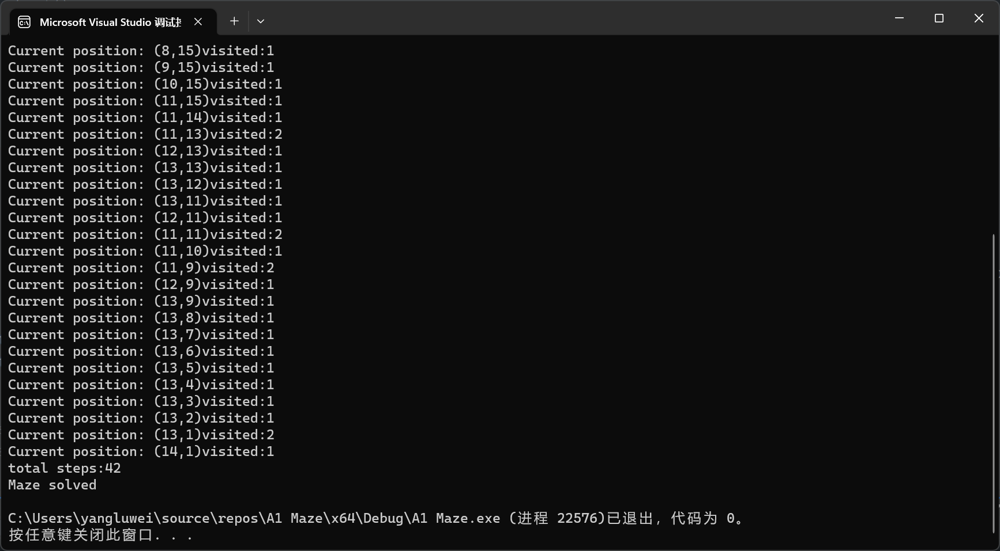 Microsoft Visual Studio 调试控
Current position: (8,15)visited:1
Current position: (9,15)visited:1
Current position: (10,15)visited:1
Current position: (11,15)visited:1
Current position: (11,14)visited:1
Current position: (11,13)visited:2
Current position: (12,13)visited:1
Current position: (13,13)visited:1
Current position: (13,12)visited:1
Current position: (13,11)visited:1
Current position: (12,11)visited:1
Current position: (11,11)visited:2
Current position: (11,10)visited:1
Current position: (11,9)visited:2
Current position: (12,9)visited:1
Current position: (13,9)visited:1
Current position: (13,8)visited:1
Current position: (13,7)visited:1
Current position: (13,6)visited:1
Current position: (13,5)visited:1
Current position: (13,4)visited:1
Current position: (13,3)visited:1
Current position: (13,2)visited:1
Current position: (13,1)visited:2
Current position: (14,1)visited:1
total steps:42
Maze solved
C:\Users\yangluwei\source\repos\A1 Maze\x64\Debug\A1 Maze.exe (进程 22576)已退出，代码为 0。
按任意键关闭此窗口. . .